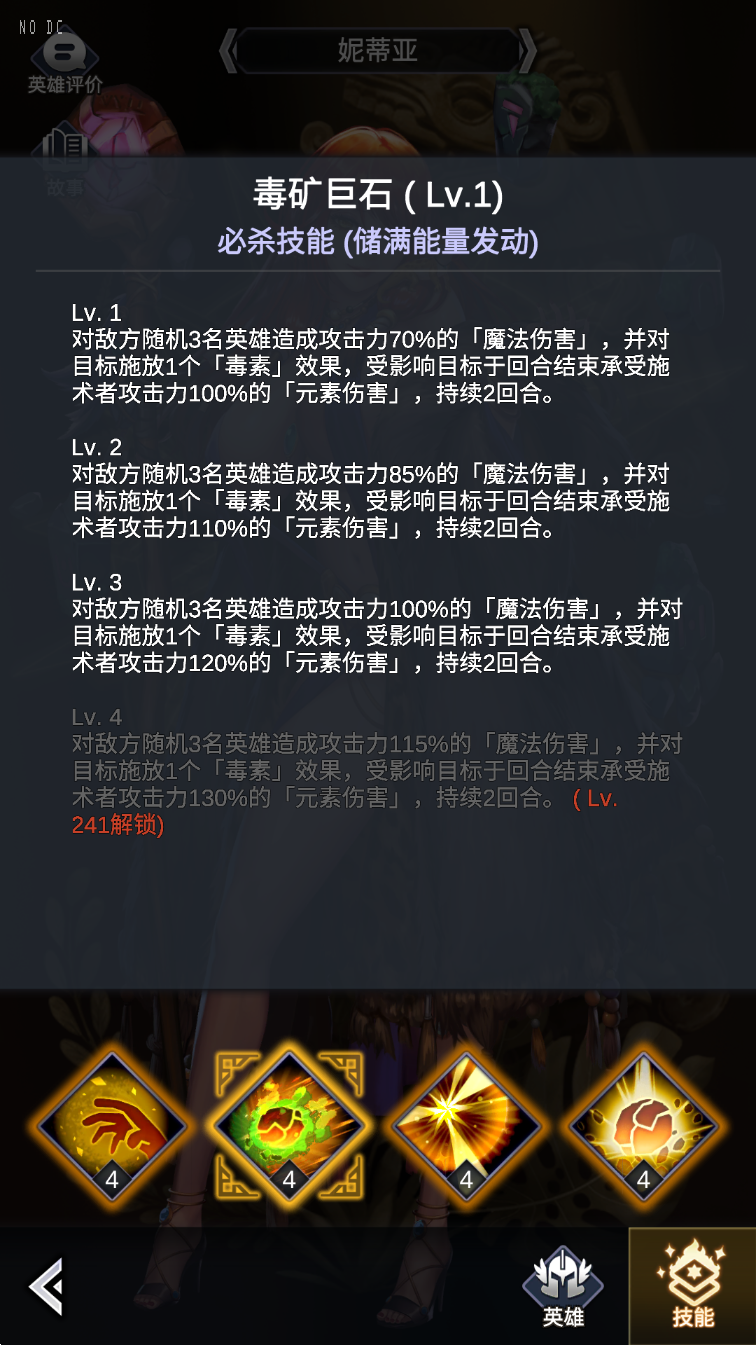 NO DC
英雄评价
妮蒂亚
故事
毒矿巨石 ( Lv.1)
必杀技能 (储满能量发动)
Lv. 1
对敌方随机3名英雄造成攻击力70%的「魔法伤害」，并对
目标施放1个「毒素」效果，受影响目标于回合结束承受施
术者攻击力100%的「元素伤害」，持续2回合。
Lv. 2
对敌方随机3名英雄造成攻击力85%的「魔法伤害」，并对
目标施放1个「毒素」效果，受影响目标于回合结束承受施
术者攻击力110%的「元素伤害」，持续2回合。
Lv. 3
对敌方随机3名英雄造成攻击力100%的「魔法伤害」，并对
目标施放1个「毒素」效果，受影响目标于回合结束承受施
术者攻击力120%的「元素伤害」，持续2回合。
Lv. 4
对敌方随机3名英雄造成攻击力115%的「魔法伤害」，并对
目标施放1个「毒素」效果，受影响目标于回合结束承受施
术者攻击力130%的「元素伤害」，持续2回合。 ( Lv.
241解锁)
4 4 4 4
英雄 技能